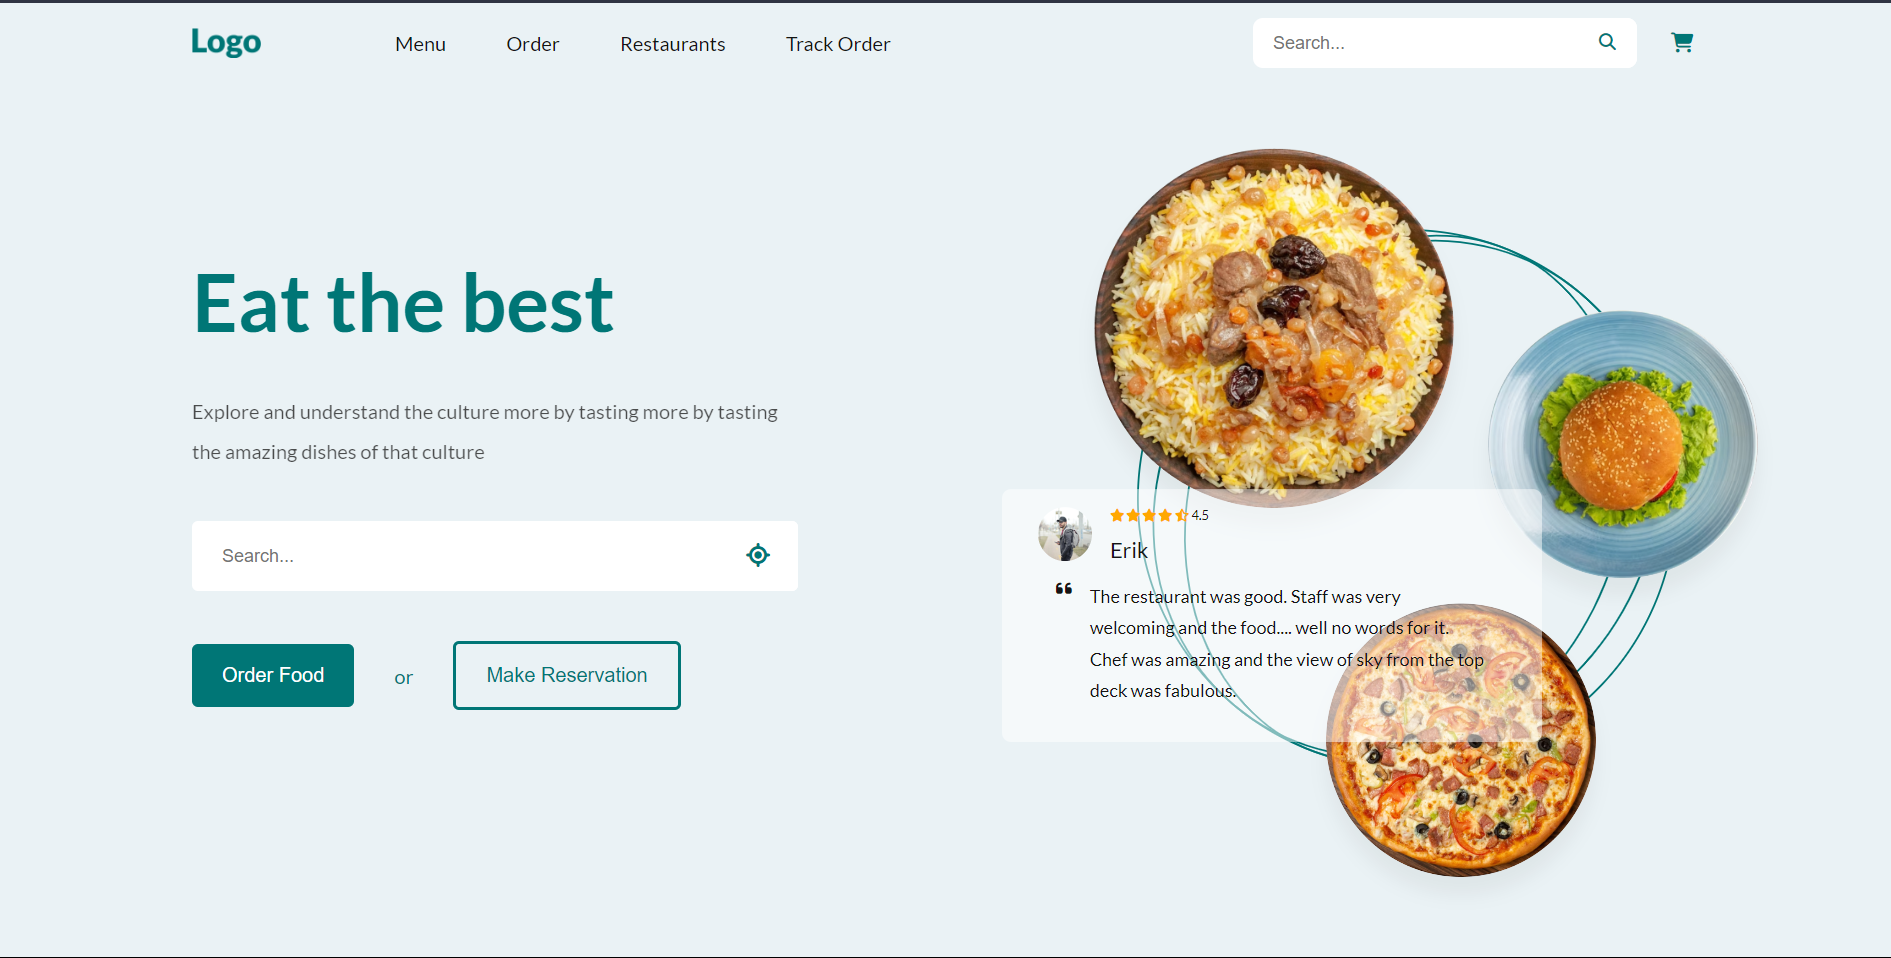 Logo
Menu
Order
Restaurants
Track Order
Search...
Eat the best
Explore and understand the culture more by tasting more by tasting
the amazing dishes of that culture
Search...
Order Food
or
Make Reservation
4.5
Erik
“
The restaurant was good. Staff was very
welcoming and the food.... well no words for it.
Chef was amazing and the view of sky from the top
deck was fabulous.